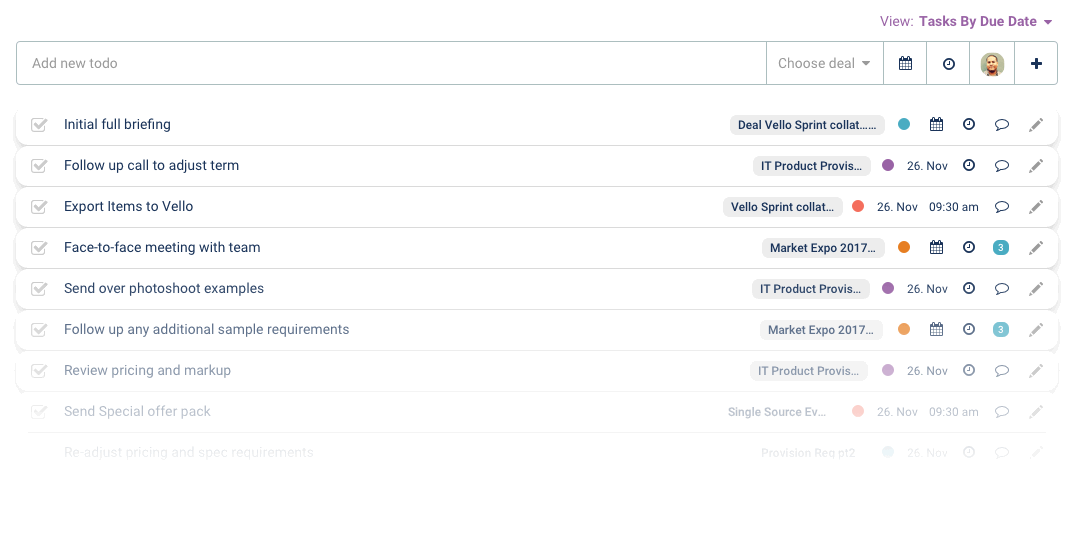 View: Tasks By Due Date
Add new todo Choose deal
Initial full briefing Deal Vello Sprint collat......
Follow up call to adjust term IT Product Provis... 26. Nov
Export Items to Vello Vello Sprint collat... 26. Nov 09:30 am
Face-to-face meeting with team Market Expo 2017... 3
Send over photoshoot examples IT Product Provis... 26. Nov
Follow up any additional sample requirements Market Expo 2017... 3
Review pricing and markup IT Product Provis... 26. Nov
Send Special offer pack Single Source Ev... 26. Nov 09:30 am
Re-adjust pricing and spec requirements Provision Req pt2 26. Nov